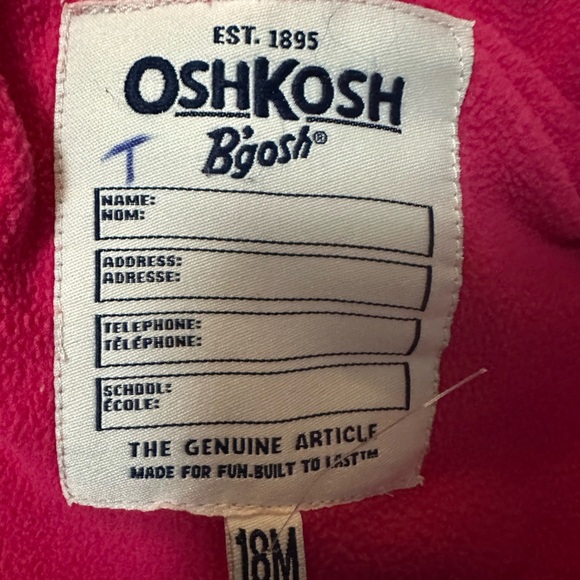 EST. 1895
OSHKOSH
B'gosh®
T
NAME:
NOM:
ADDRESS:
ADRESSE:
TELEPHONE:
TÉLÉPHONE:
SCHOOL:
ÉCOLE:
THE GENUINE ARTICLE
MADE FOR FUN.BUILT TO LAST™
18M